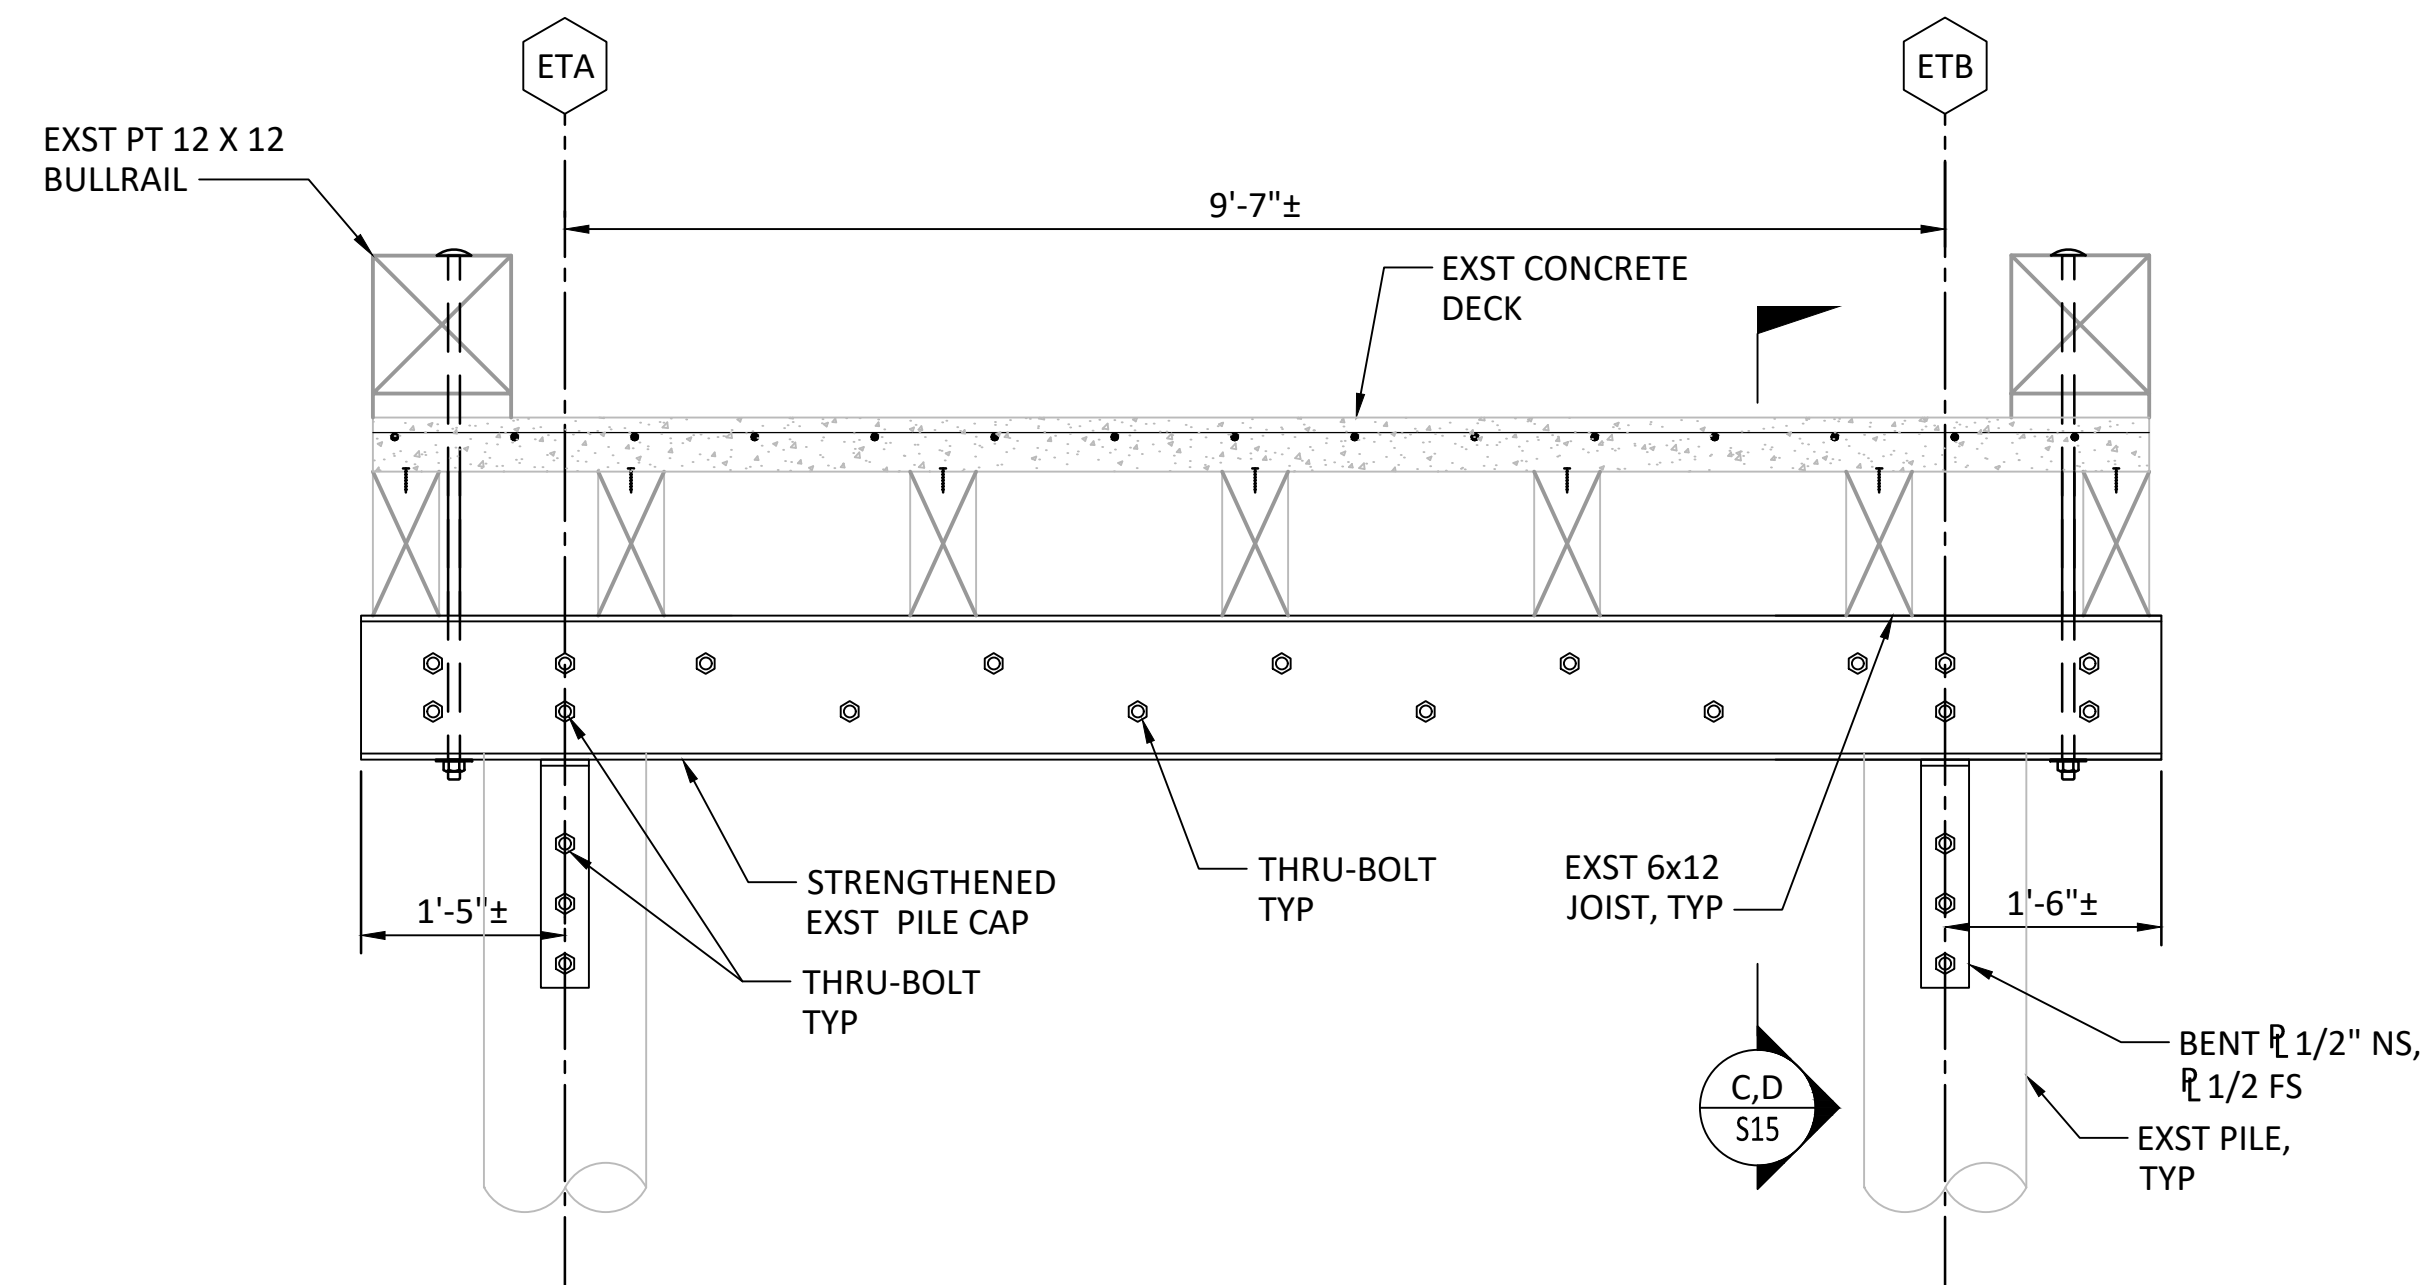 ETA
ETB
EXST PT 12 X 12
BULLRAIL
9'-7"±
EXST CONCRETE
DECK
STRENGTHENED
EXST PILE CAP
THRU-BOLT
TYP
EXST 6x12
JOIST, TYP
1'-5"±
1'-6"±
THRU-BOLT
TYP
BENT ⅊ 1/2" NS,
⅊ 1/2 FS
C,D
S15
EXST PILE,
TYP